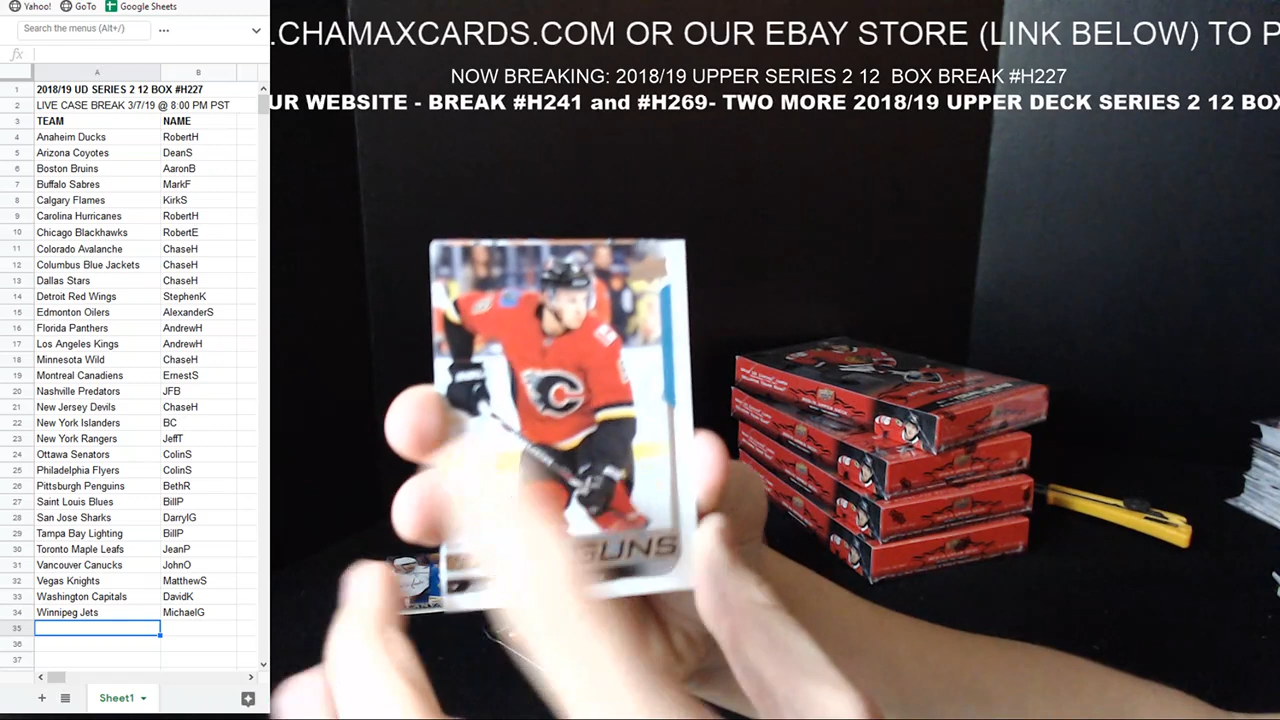 Yahoo!
GoTo
Google Sheets
Search the menus (Alt+/)
fx
A B
1 2018/19 UD SERIES 2 12 BOX #H227
2 LIVE CASE BREAK 3/7/19 @ 8:00 PM PST
3 TEAM NAME
4 Anaheim Ducks RobertH
5 Arizona Coyotes DeanS
6 Boston Bruins AaronB
7 Buffalo Sabres MarkF
8 Calgary Flames KirkS
9 Carolina Hurricanes RobertH
10 Chicago Blackhawks RobertE
11 Colorado Avalanche ChaseH
12 Columbus Blue Jackets ChaseH
13 Dallas Stars ChaseH
14 Detroit Red Wings StephenK
15 Edmonton Oilers AlexanderS
16 Florida Panthers AndrewH
17 Los Angeles Kings AndrewH
18 Minnesota Wild ChaseH
19 Montreal Canadiens ErnestS
20 Nashville Predators JFB
21 New Jersey Devils ChaseH
22 New York Islanders BC
23 New York Rangers JeffT
24 Ottawa Senators ColinS
25 Philadelphia Flyers ColinS
26 Pittsburgh Penguins BethR
27 Saint Louis Blues BillP
28 San Jose Sharks DarrylG
29 Tampa Bay Lighting BillP
30 Toronto Maple Leafs JeanP
31 Vancouver Canucks JohnO
32 Vegas Knights MatthewS
33 Washington Capitals DavidK
34 Winnipeg Jets MichaelG
35
36
37
Sheet1
.CHAMAXCARDS.COM OR OUR EBAY STORE (LINK BELOW) TO P
NOW BREAKING: 2018/19 UPPER SERIES 2 12 BOX BREAK #H227
UR WEBSITE - BREAK #H241 and #H269- TWO MORE 2018/19 UPPER DECK SERIES 2 12 BOX
GUNS